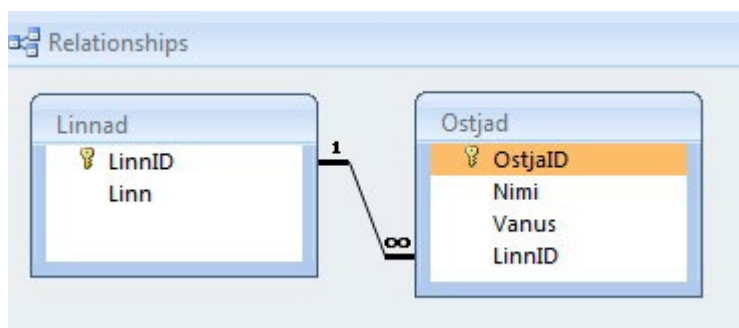 Relationships
Linnad
LinnID
Linn
1
∞
Ostjad
OstjaID
Nimi
Vanus
LinnID